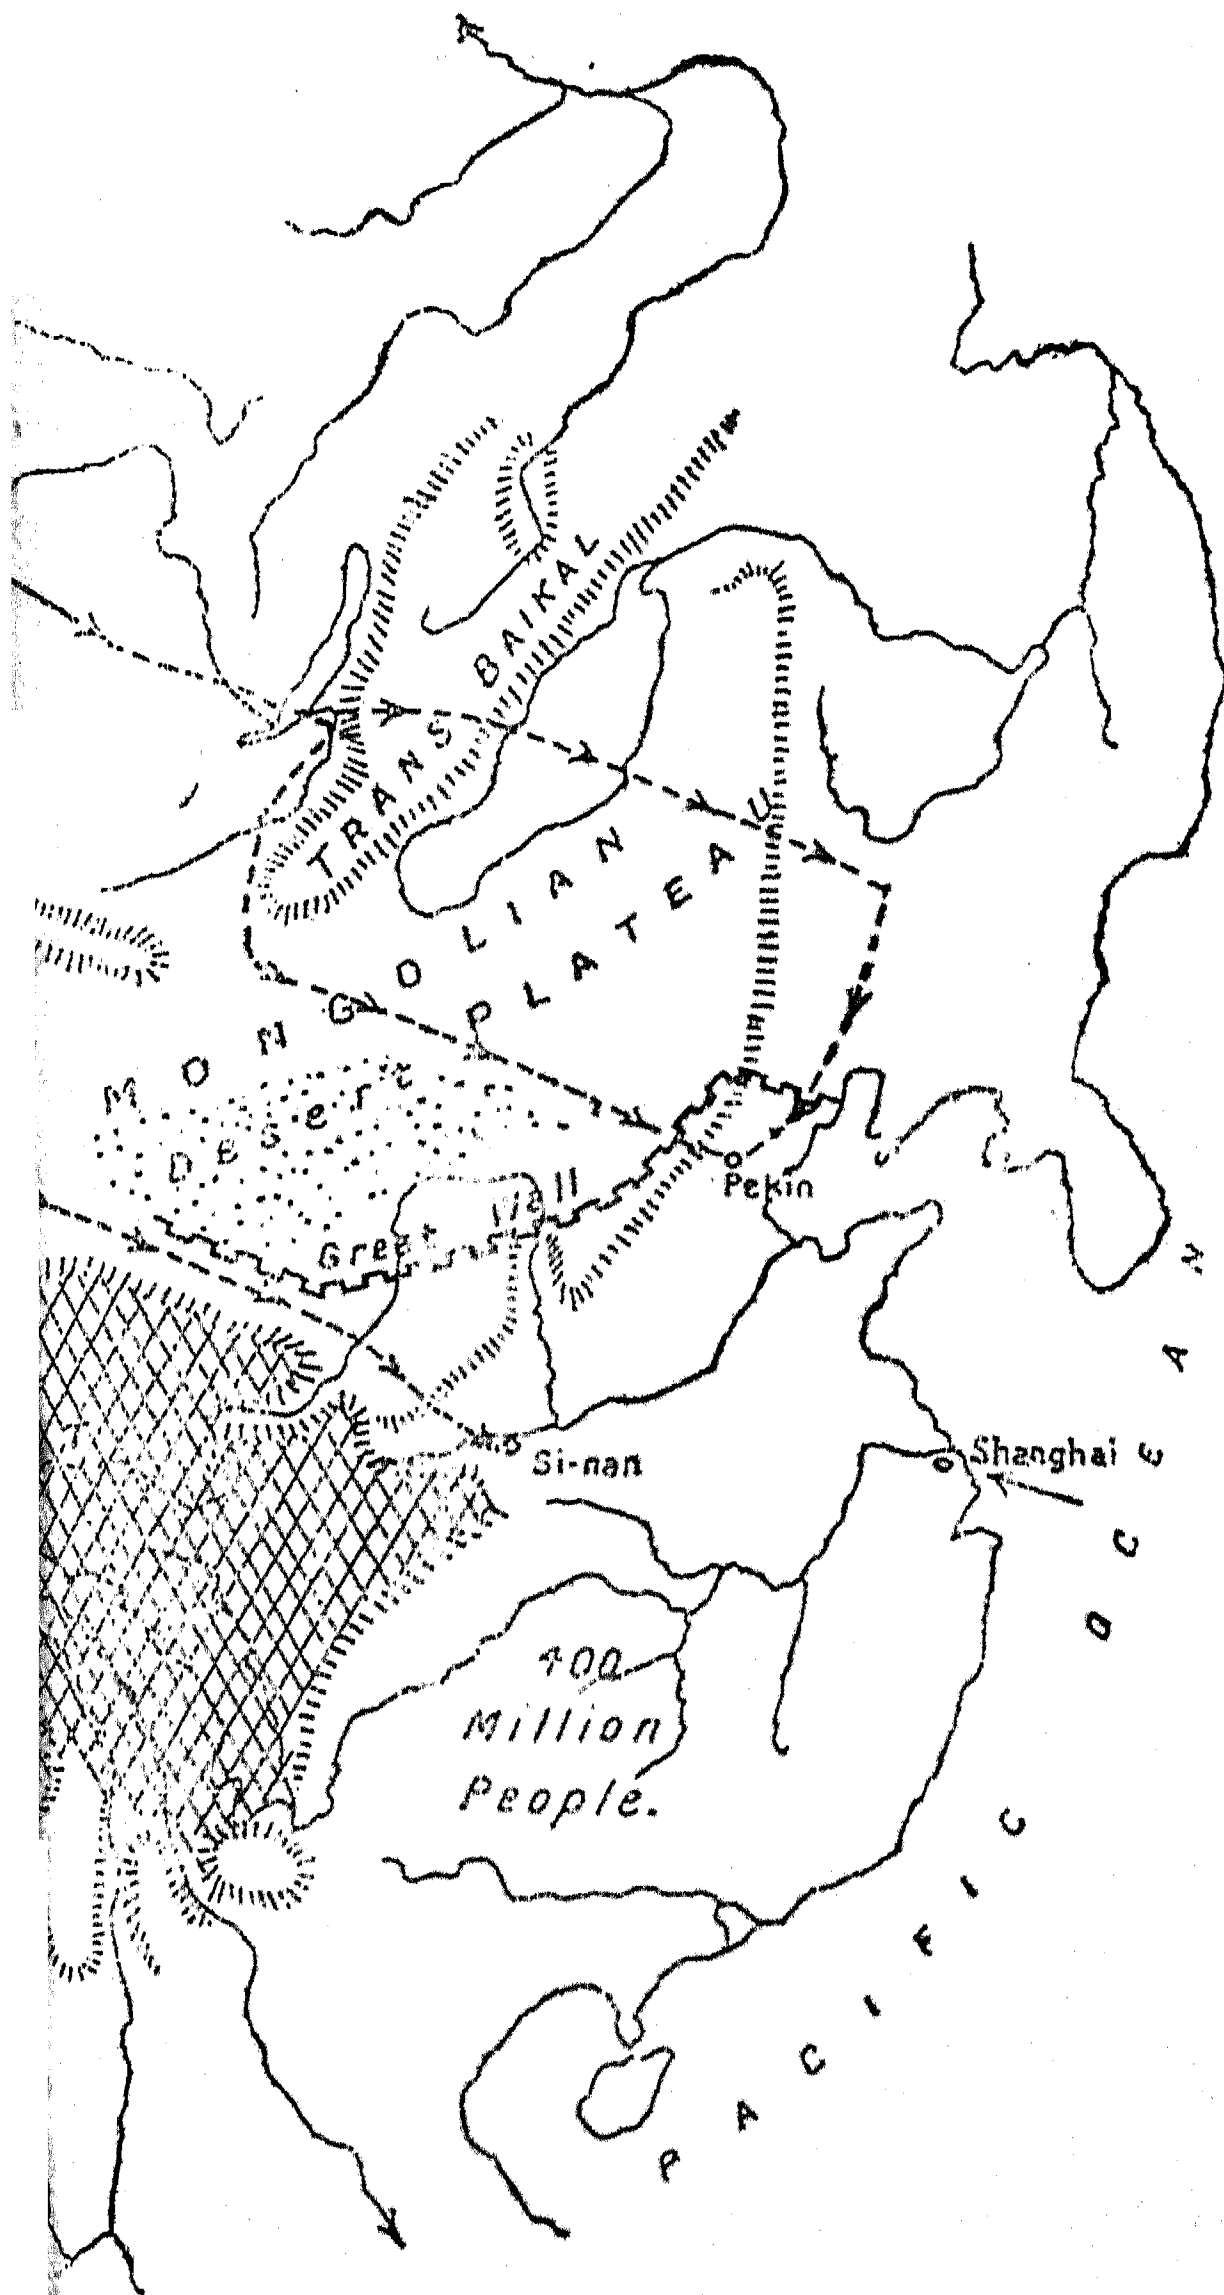 TRANS BAIKAL
MONGOLIAN
PLATEAU
Desert
Great Wall
Pekin
Si-nan
Shanghai
400
Million
People.
PACIFIC OCEAN